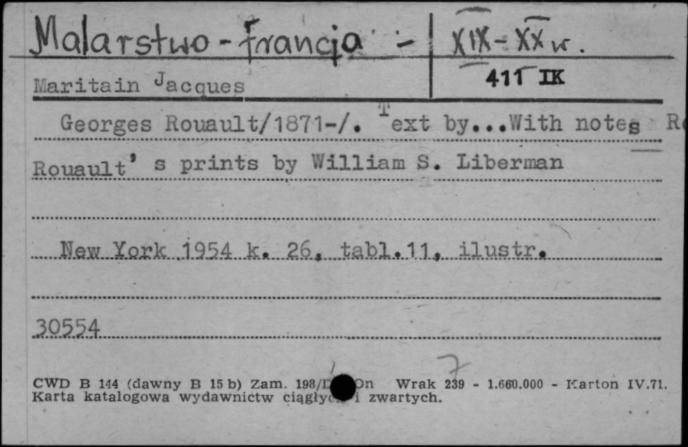 Malarstwo - Francja - XIX - XX w.
Maritain Jacques 411 IK
Georges Rouault/1871-/. Text by...With notes R
Rouault's prints by William S. Liberman
New York 1954 k. 26, tabl.11, ilustr.
30554
7
CWD B 144 (dawny B 15 b) Zam. 198/ On Wrak 239 - 1.660.000 - Karton IV.71.
Karta katalogowa wydawnictw i zwartych.